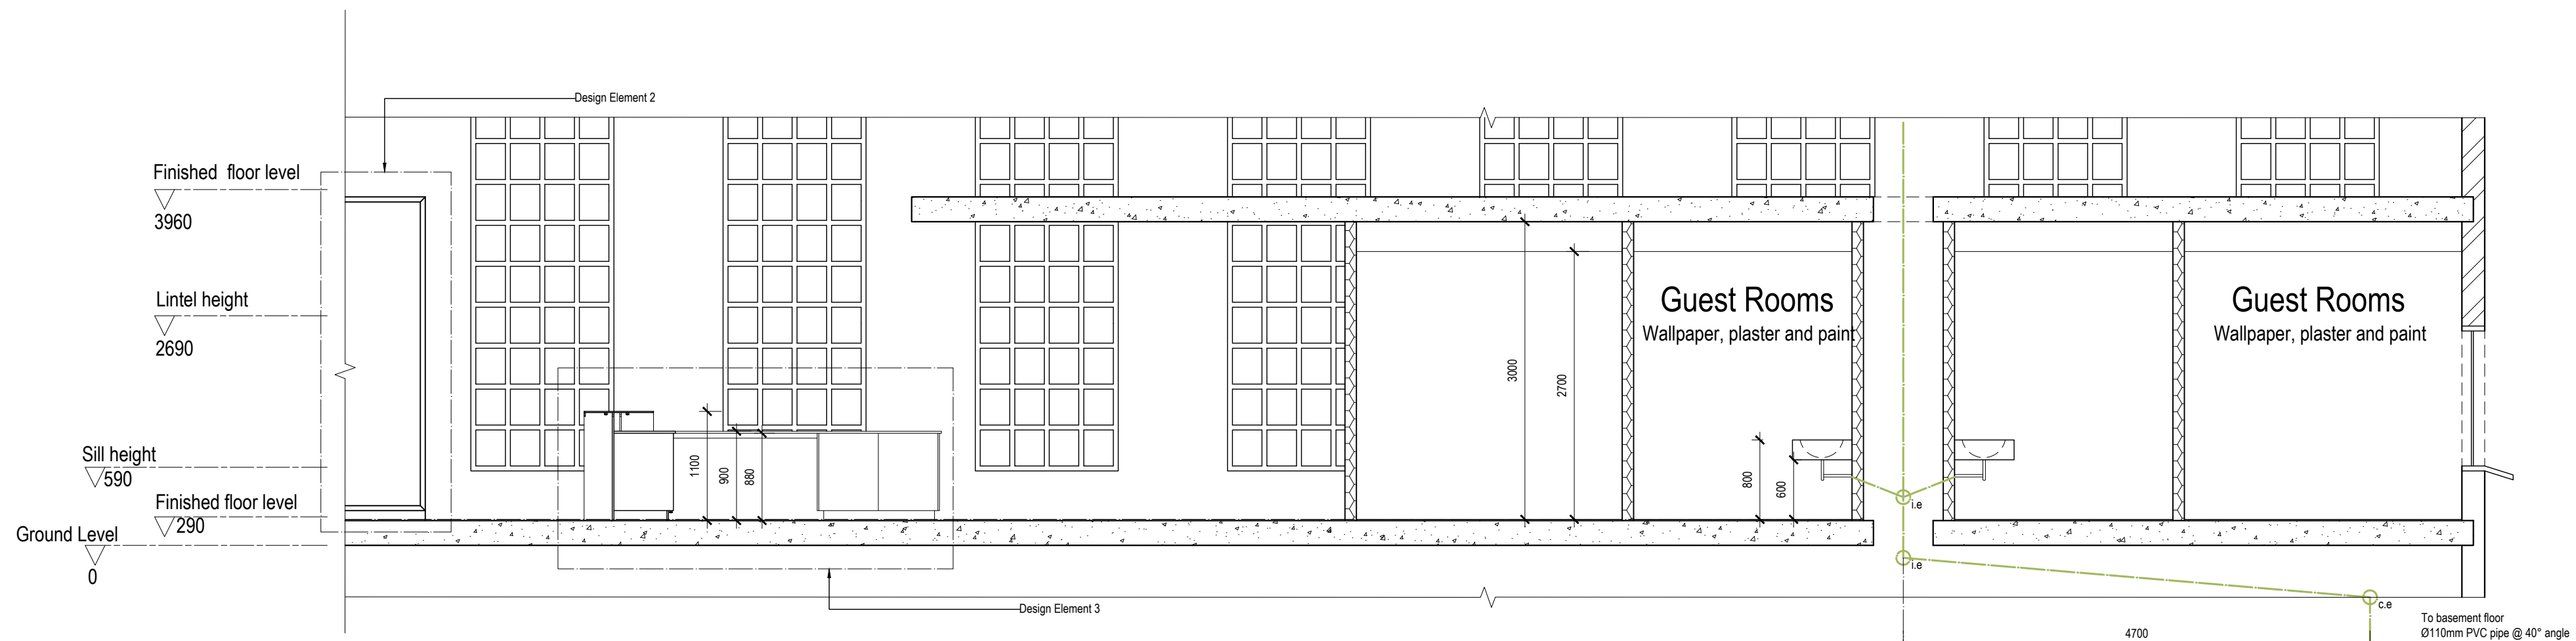 Design Element 2
Finished floor level
3960
Lintel height
2690
Sill height
590
Finished floor level
290
Ground Level
0
1100
900
880
3000
2700
Guest Rooms
Wallpaper, plaster and paint
800
600
i.e
i.e
Guest Rooms
Wallpaper, plaster and paint
Design Element 3
c.e
4700
To basement floor
Ø110mm PVC pipe @ 40° angle